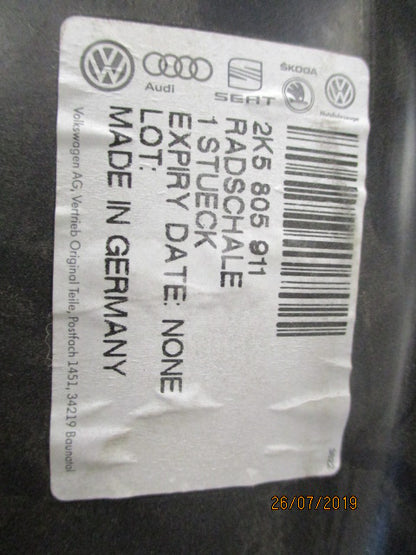 Audi
SEAT
ŠKODA
Nutzfahrzeuge
2K5 805 911
RADSCHALE
1 STUECK
EXPIRY DATE: NONE
LOT:
MADE IN GERMANY
Volkswagen AG, Vertrieb Original Teile, Postfach 1451, 34219 Baunatal
26/07/2019